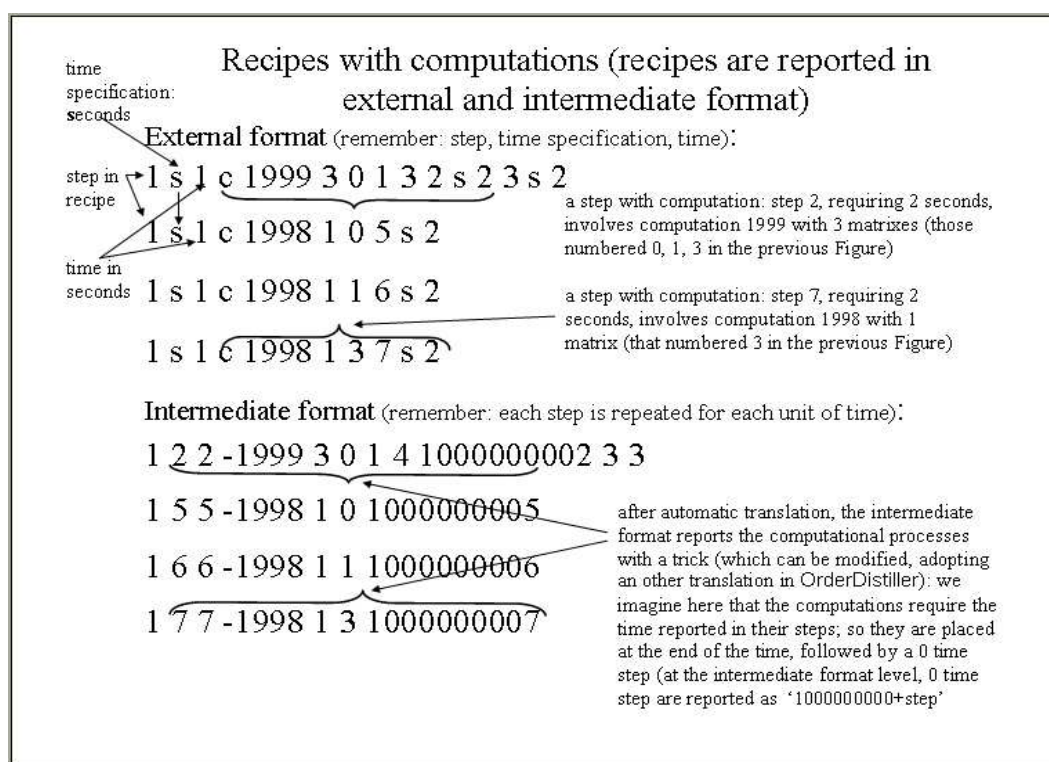 Recipes with computations (recipes are reported in
external and intermediate format)
time
specification:
seconds
External format (remember: step, time specification, time):
step in
recipe
1 s 1 c 1999 3 0 1 3 2 s 2 3 s 2
a step with computation: step 2, requiring 2 seconds,
involves computation 1999 with 3 matrixes (those
numbered 0, 1, 3 in the previous Figure)
1 s 1 c 1998 1 0 5 s 2
time in
seconds
1 s 1 c 1998 1 1 6 s 2
a step with computation: step 7, requiring 2
seconds, involves computation 1998 with 1
matrix (that numbered 3 in the previous Figure)
1 s 1 c 1998 1 3 7 s 2
Intermediate format (remember: each step is repeated for each unit of time):
1 2 2 -1999 3 0 1 4 1000000002 3 3
1 5 5 -1998 1 0 1000000005
1 6 6 -1998 1 1 1000000006
1 7 7 -1998 1 3 1000000007
after automatic translation, the intermediate
format reports the computational processes
with a trick (which can be modified, adopting
an other translation in OrderDistiller): we
imagine here that the computations require the
time reported in their steps; so they are placed
at the end of the time, followed by a 0 time
step (at the intermediate format level, 0 time
step are reported as ‘1000000000+step’